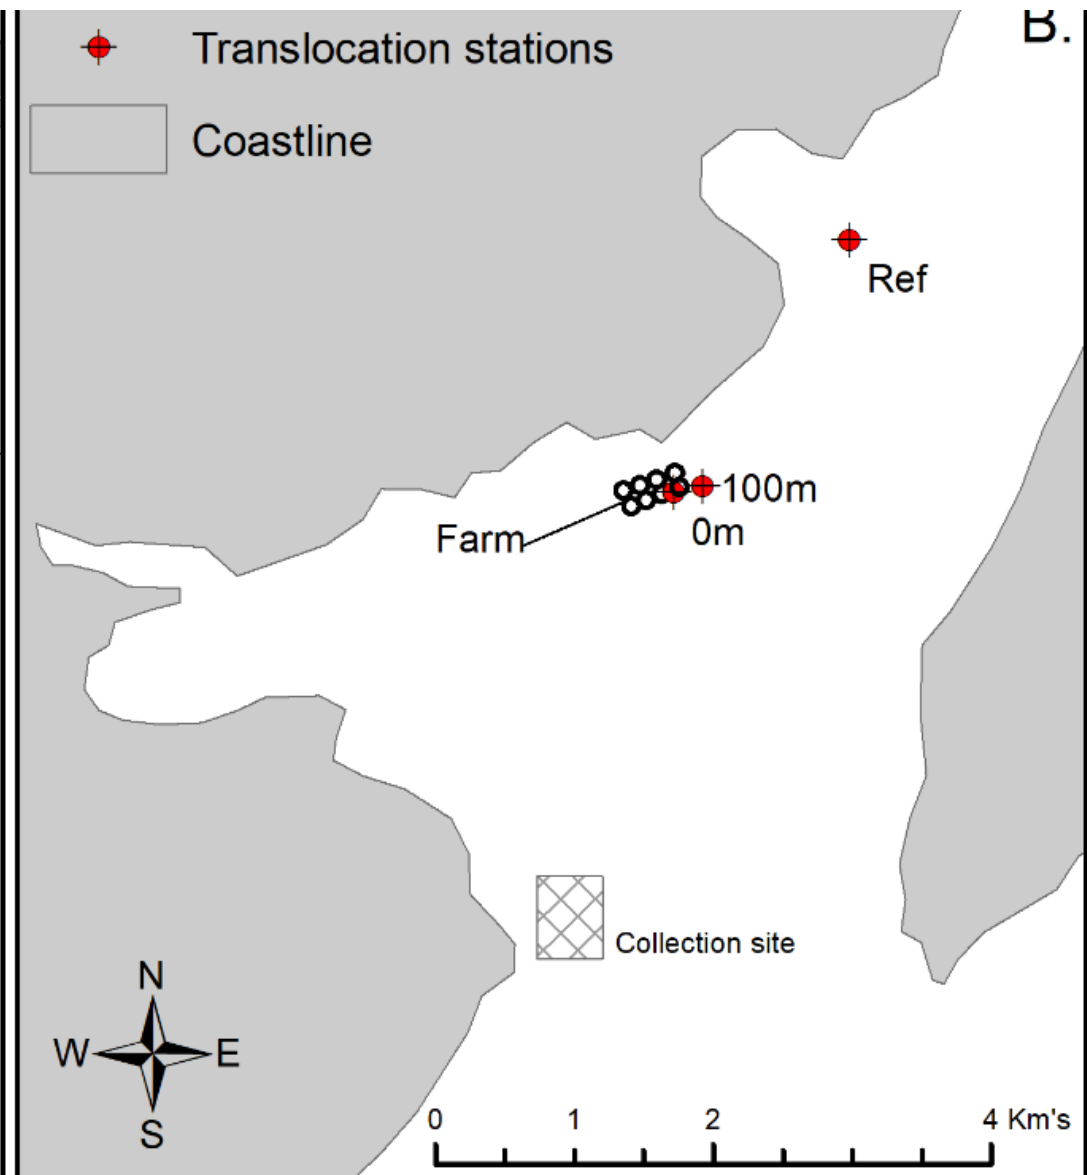 B.
Translocation stations
Coastline
Ref
100m
0m
Farm
Collection site
N
W E
S
0 1 2 4 Km's